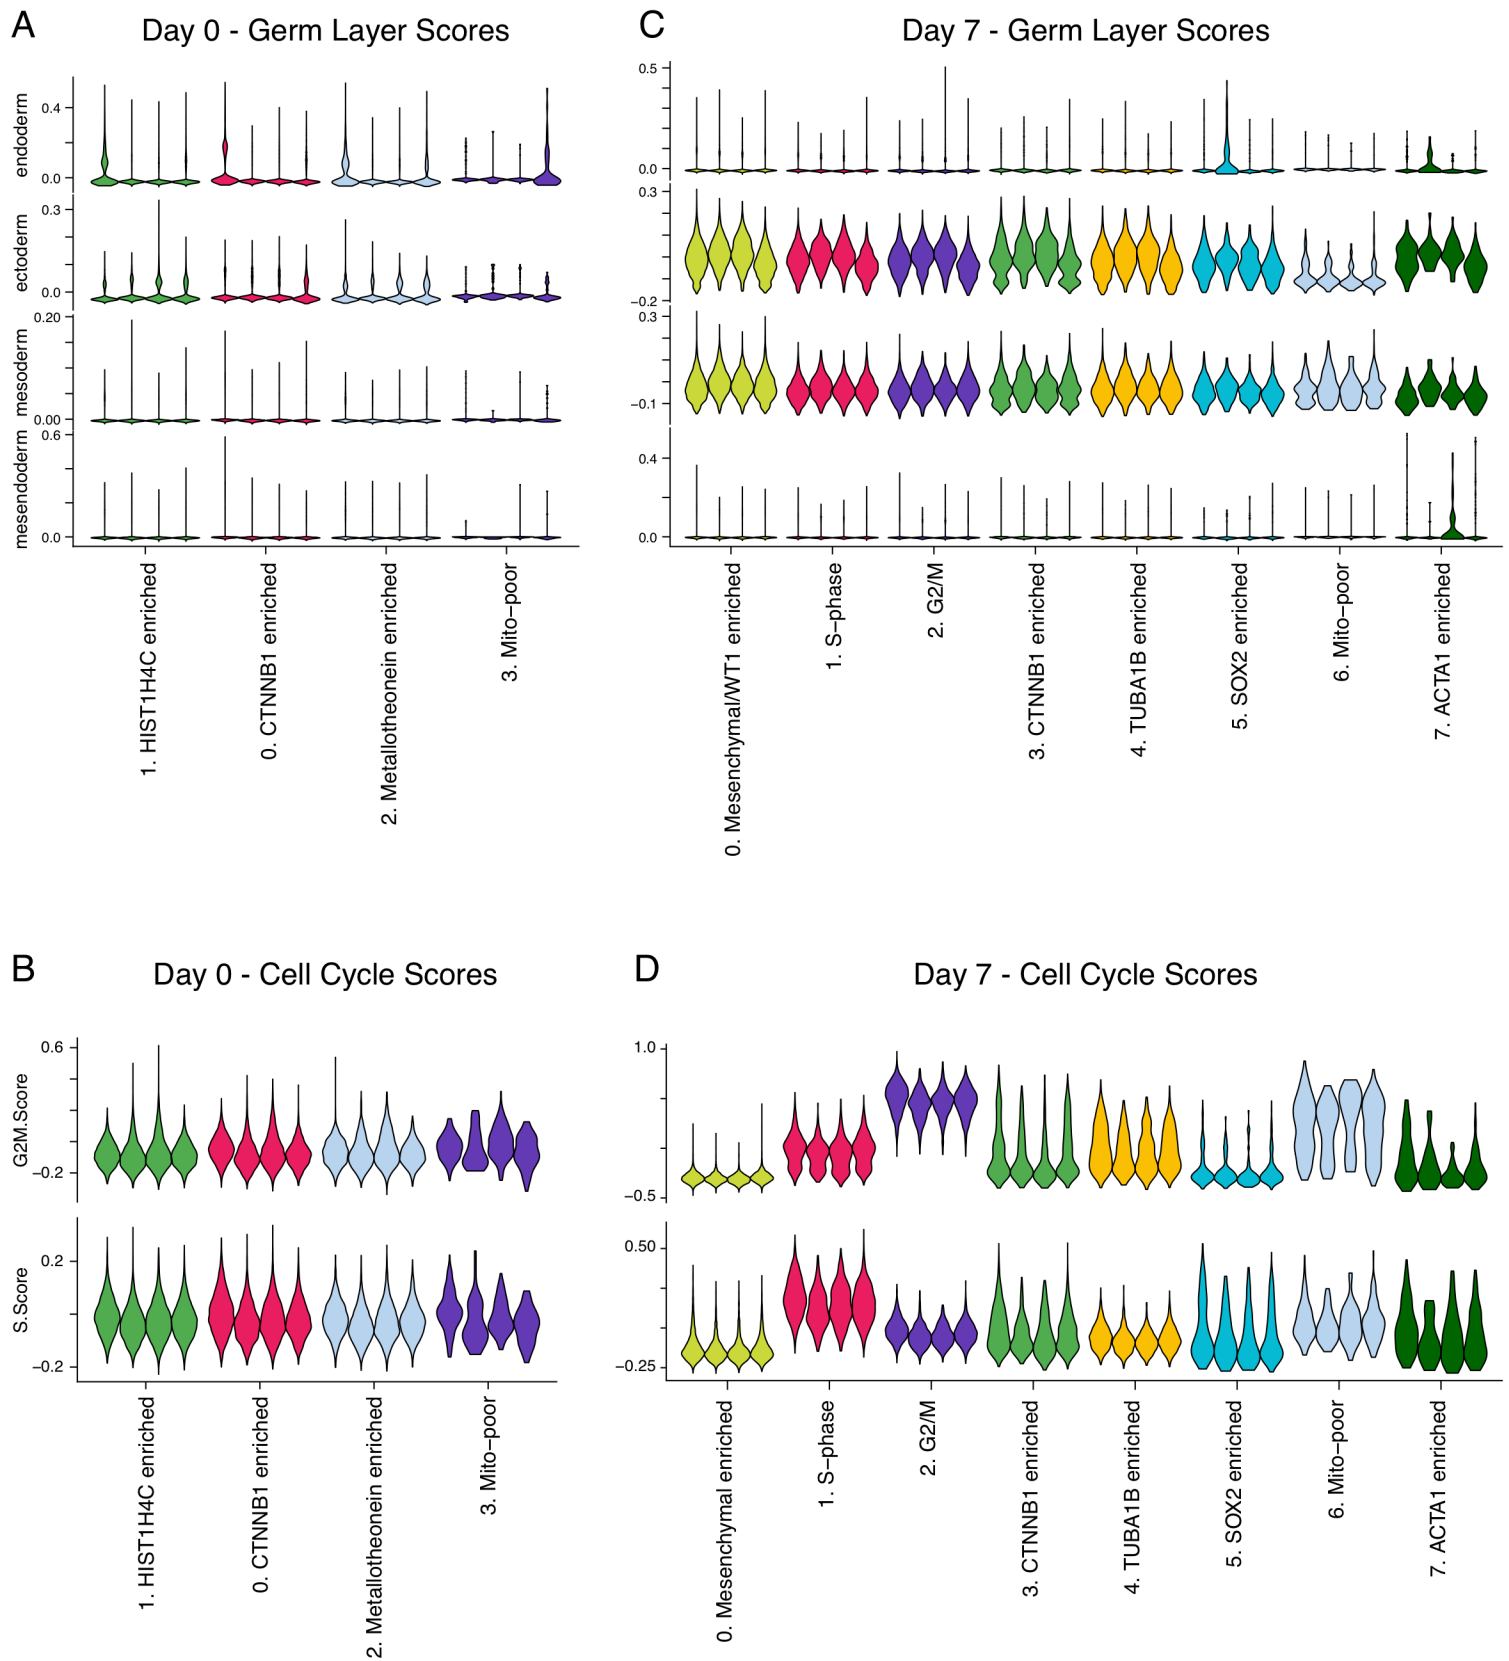 A
Day 0 - Germ Layer Scores
endoderm
0.4
0.0
ectoderm
0.3
0.0
mesoderm
0.20
0.00
mesendoderm
0.6
0.0
1. HIST1H4C enriched
0. CTNNB1 enriched
2. Metallotheonein enriched
3. Mito−poor
C
Day 7 - Germ Layer Scores
0.5
0.0
0.3
−0.2
0.3
−0.1
0.4
0.0
0. Mesenchymal/WT1 enriched
1. S−phase
2. G2/M
3. CTNNB1 enriched
4. TUBA1B enriched
5. SOX2 enriched
6. Mito−poor
7. ACTA1 enriched
B
Day 0 - Cell Cycle Scores
G2M.Score
0.6
−0.2
S.Score
0.2
−0.2
1. HIST1H4C enriched
0. CTNNB1 enriched
2. Metallotheonein enriched
3. Mito−poor
D
Day 7 - Cell Cycle Scores
1.0
−0.5
0.50
−0.25
0. Mesenchymal enriched
1. S−phase
2. G2/M
3. CTNNB1 enriched
4. TUBA1B enriched
5. SOX2 enriched
6. Mito−poor
7. ACTA1 enriched